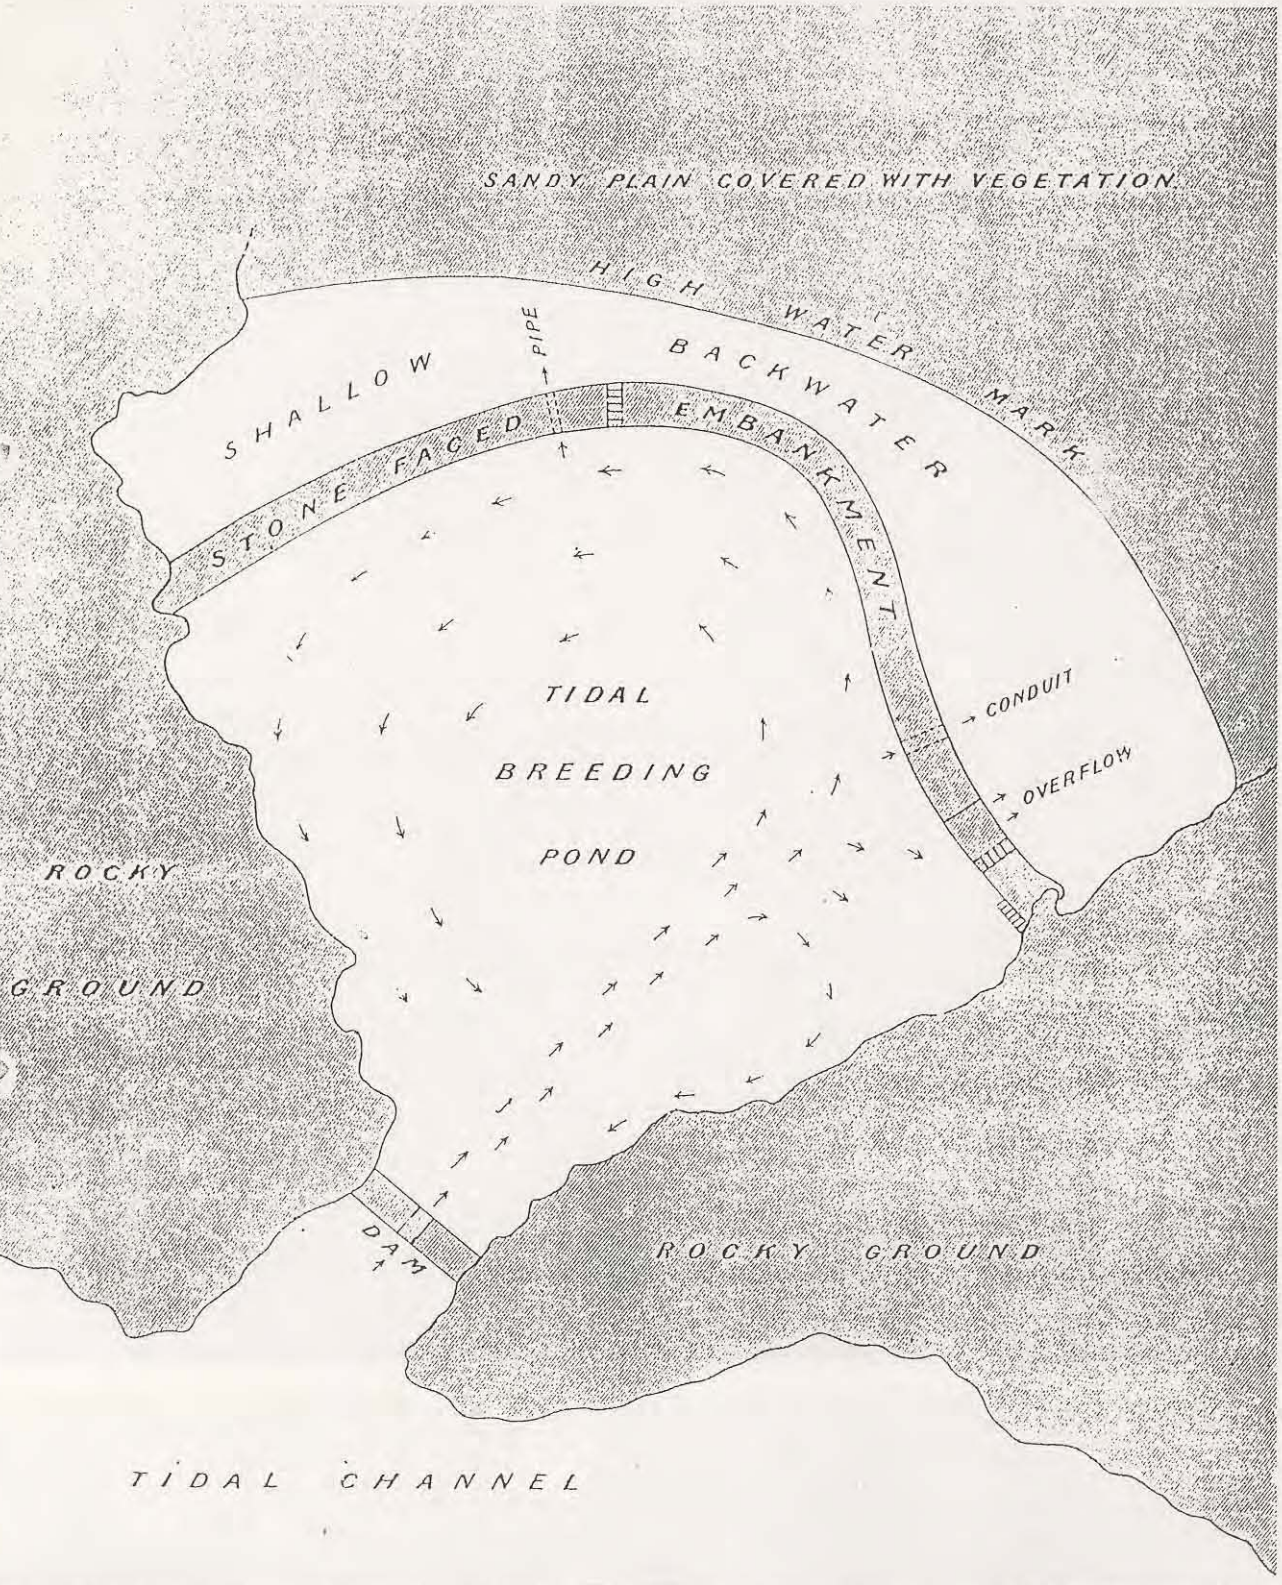 SANDY PLAIN COVERED WITH VEGETATION.
HIGH WATER MARK
SHALLOW BACKWATER
PIPE
STONE FACED EMBANKMENT
TIDAL
BREEDING
POND
CONDUIT
OVERFLOW
ROCKY
GROUND
DAM
ROCKY GROUND
TIDAL CHANNEL